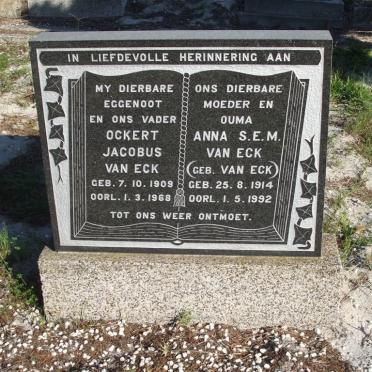 IN LIEFDEVOLLE HERINNERING AAN
MY DIERBARE
EGGENOOT
EN ONS VADER
OCKERT
JACOBUS
VAN ECK
GEB. 7. 10. 1909
OORL. 1. 3. 1968
ONS DIERBARE
MOEDER EN
OUMA
ANNA S.E.M.
VAN ECK
(GEB. VAN ECK)
GEB. 25. 8. 1914
OORL. 1. 5. 1992
TOT ONS WEER ONTMOET.